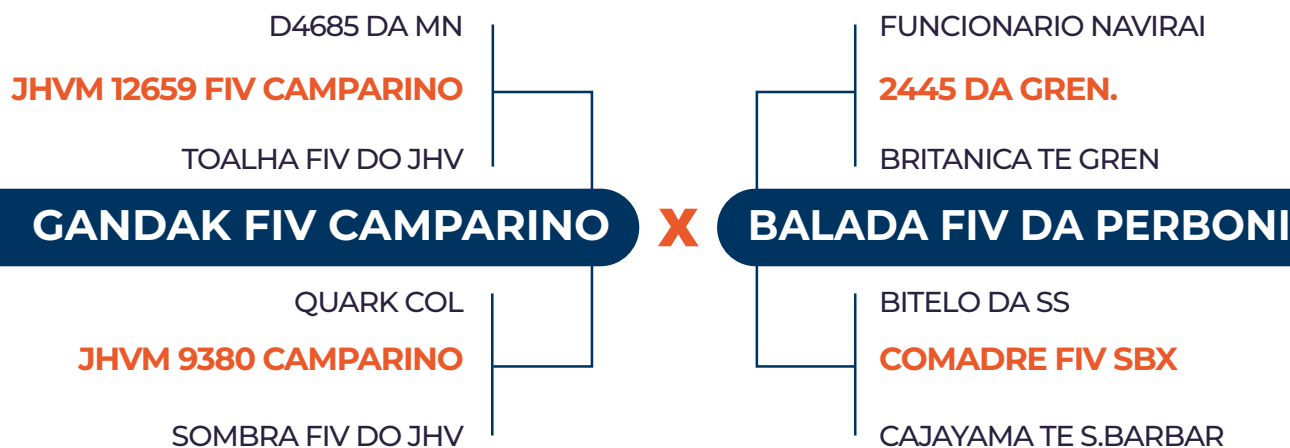 D4685 DA MN
JHVM 12659 FIV CAMPARINO
TOALHA FIV DO JHV
FUNCIONARIO NAVIRAI
2445 DA GREN.
BRITANICA TE GREN
GANDAK FIV CAMPARINO X BALADA FIV DA PERBONI
QUARK COL
JHVM 9380 CAMPARINO
SOMBRA FIV DO JHV
BITELO DA SS
COMADRE FIV SBX
CAJAYAMA TE S.BARBAR